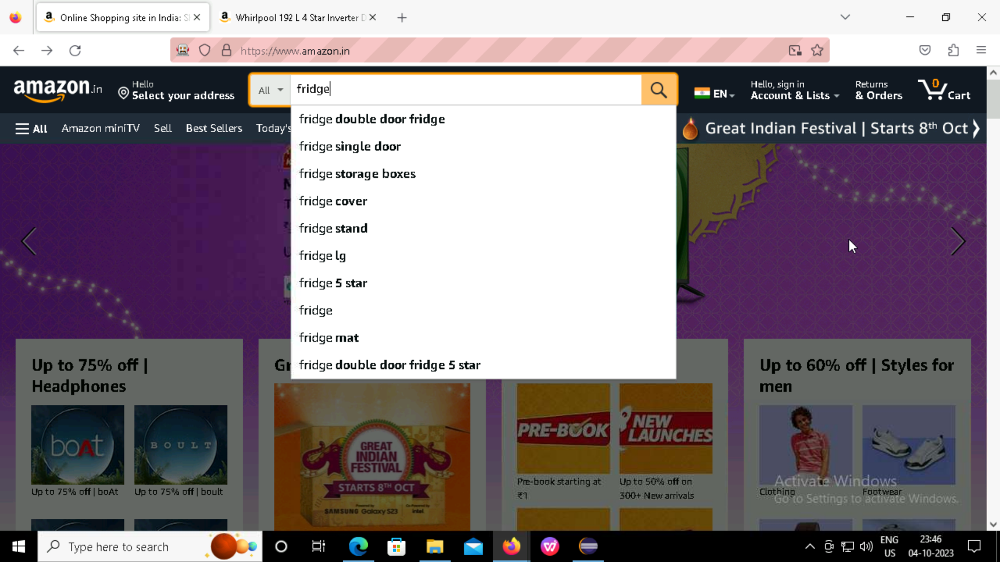 Online Shopping site in India: S
Whirlpool 192 L 4 Star Inverter D
https://www.amazon.in
amazon.in
Hello
Select your address
All
fridge
EN
Hello, sign in
Account & Lists
Returns
& Orders
0
Cart
All
Amazon miniTV
Sell
Best Sellers
Today's
Great Indian Festival | Starts 8th Oct
fridge double door fridge
fridge single door
fridge storage boxes
fridge cover
fridge stand
fridge lg
fridge 5 star
fridge
fridge mat
fridge double door fridge 5 star
Up to 75% off |
Headphones
boAt
BOULT
Up to 75% off | boAt
Up to 75% off | boult
Gr
GREAT
INDIAN
FESTIVAL
STARTS 8TH OCT
Powered by
SAMSUNG Galaxy S23
Co-Powered by
intel
PRE-BOOK
NEW
LAUNCHES
Pre-book starting at
₹1
Up to 50% off on
300+ New arrivals
Up to 60% off | Styles for
men
Clothing
Footwear
Activate Windows
Go to Settings to activate Windows.
Type here to search
ENG
US
23:46
04-10-2023